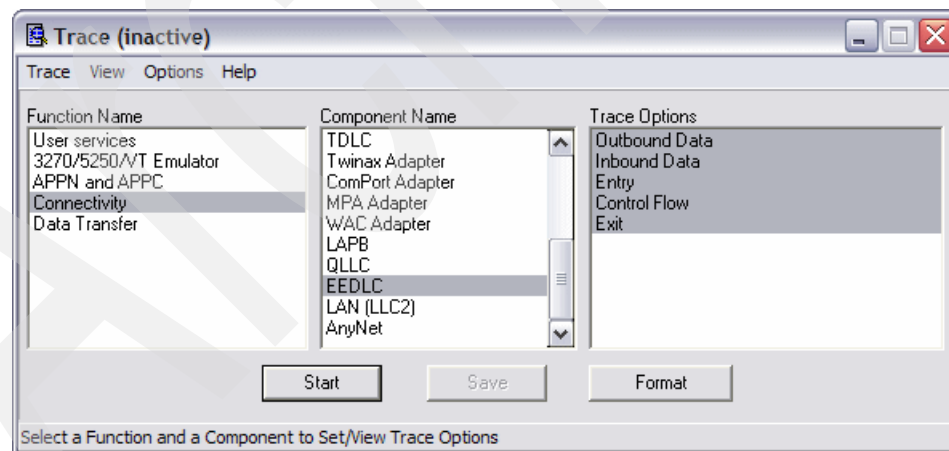 Trace (inactive)
Trace View Options Help
Function Name
User services
3270/5250/VT Emulator
APPN and APPC
Connectivity
Data Transfer
Component Name
TDLC
Twinax Adapter
ComPort Adapter
MPA Adapter
WAC Adapter
LAPB
QLLC
EEDLC
LAN (LLC2)
AnyNet
Trace Options
Outbound Data
Inbound Data
Entry
Control Flow
Exit
Start Save Format
Select a Function and a Component to Set/View Trace Options